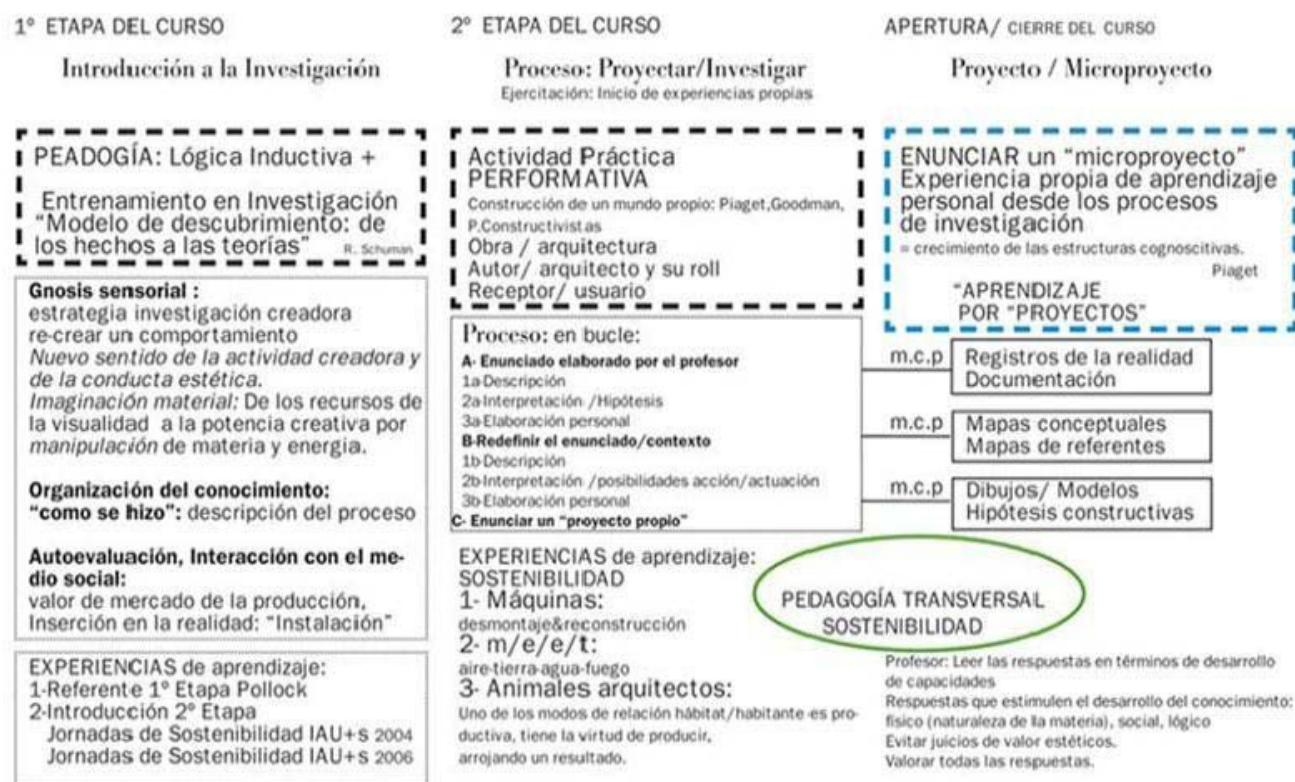 1º ETAPA DEL CURSO
Introducción a la Investigación
PEADOGÍA: Lógica Inductiva +
Entrenamiento en Investigación
“Modelo de descubrimiento: de
los hechos a las teorías” R. Schuman
Gnosis sensorial :
estrategia investigación creadora
re-crear un comportamiento
Nuevo sentido de la actividad creadora y
de la conducta estética.
Imaginación material: De los recursos de
la visualidad a la potencia creativa por
manipulación de materia y energia.
Organización del conocimiento:
“como se hizo”: descripción del proceso
Autoevaluación, Interacción con el me-
dio social:
valor de mercado de la producción,
Inserción en la realidad: “Instalación”
EXPERIENCIAS de aprendizaje:
1-Referente 1º Etapa Pollock
2-Introducción 2º Etapa
Jornadas de Sostenibilidad IAU+s 2004
Jornadas de Sostenibilidad IAU+s 2006
2º ETAPA DEL CURSO
Proceso: Proyectar/Investigar
Ejercitación: Inicio de experiencias propias
Actividad Práctica
PERFORMATIVA
Construcción de un mundo propio: Piaget,Goodman,
P.Constructivistas
Obra / arquitectura
Autor/ arquitecto y su roll
Receptor/ usuario
Proceso: en bucle:
A- Enunciado elaborado por el profesor
1a-Descripción
2a-Interpretación /Hipótesis
3a-Elaboración personal
B-Redefinir el enunciado/contexto
1b-Descripción
2b-Interpretación /posibilidades acción/actuación
3b-Elaboración personal
C- Enunciar un “proyecto propio”
EXPERIENCIAS de aprendizaje:
SOSTENIBILIDAD
1- Máquinas:
desmontaje&reconstrucción
2- m/e/e/t:
aire-tierra-agua-fuego
3- Animales arquitectos:
Uno de los modos de relación hábitat/habitante es pro-
ductiva, tiene la virtud de producir,
arrojando un resultado.
APERTURA/ CIERRE DEL CURSO
Proyecto / Microproyecto
ENUNCIAR un “microproyecto”
Experiencia propia de aprendizaje
personal desde los procesos
de investigación
= crecimiento de las estructuras cognoscitivas.
Piaget
“APRENDIZAJE
POR “PROYECTOS”
m.c.p
Registros de la realidad
Documentación
m.c.p
Mapas conceptuales
Mapas de referentes
m.c.p
Dibujos/ Modelos
Hipótesis constructivas
PEDAGOGÍA TRANSVERSAL
SOSTENIBILIDAD
Profesor: Leer las respuestas en términos de desarrollo
de capacidades
Respuestas que estimulen el desarrollo del conocimiento:
físico (naturaleza de la materia), social, lógico
Evitar juicios de valor estéticos.
Valorar todas las respuestas.